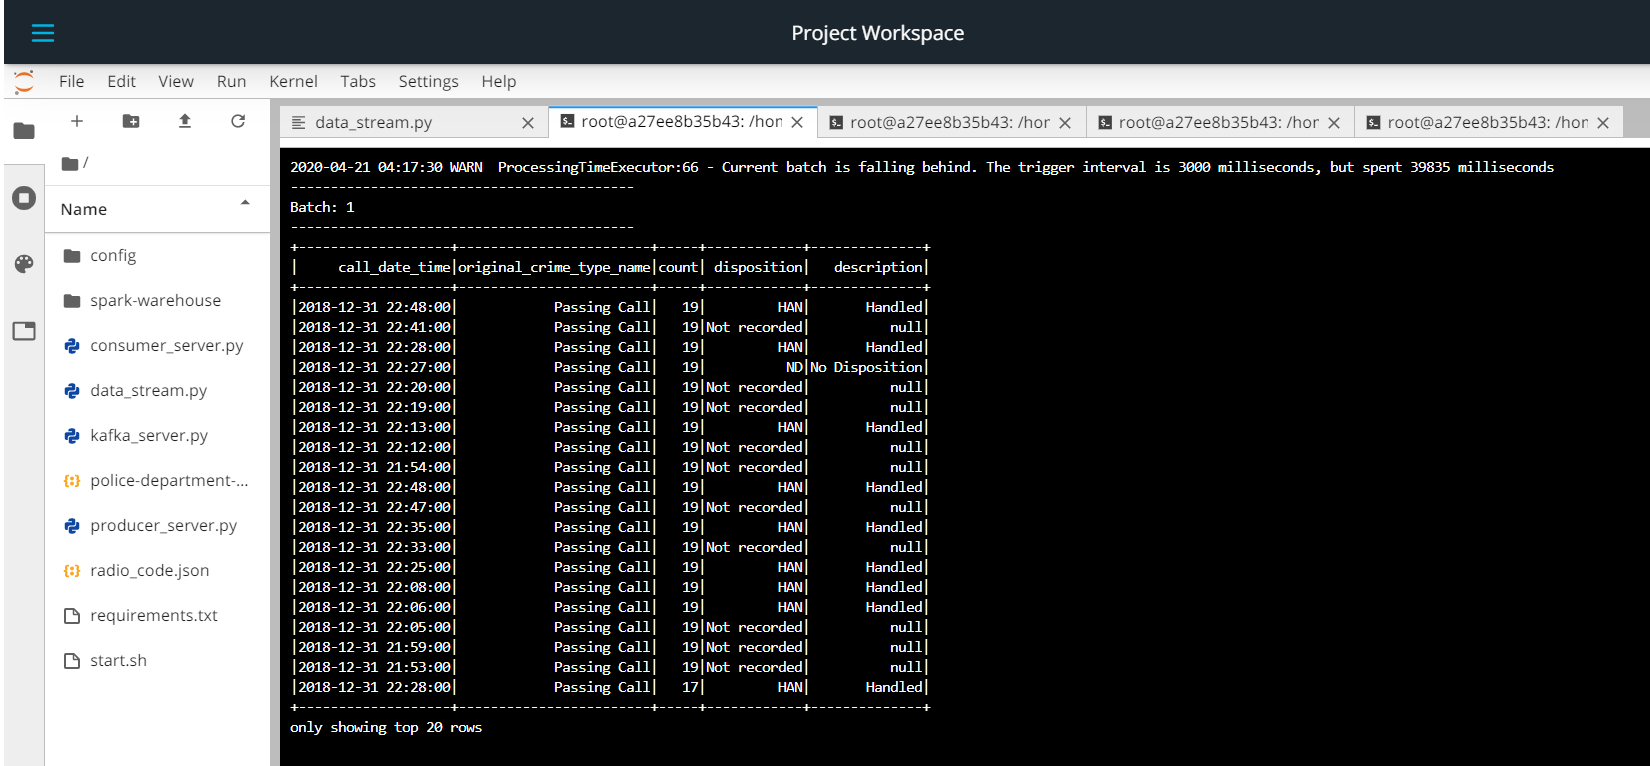 Project Workspace
File Edit View Run Kernel Tabs Settings Help
data_stream.py
root@a27ee8b35b43: /hon
root@a27ee8b35b43: /hor
root@a27ee8b35b43: /hor
root@a27ee8b35b43: /hor
/
Name
config
spark-warehouse
consumer_server.py
data_stream.py
kafka_server.py
police-department-...
producer_server.py
radio_code.json
requirements.txt
start.sh
2020-04-21 04:17:30 WARN  ProcessingTimeExecutor:66 - Current batch is falling behind. The trigger interval is 3000 milliseconds, but spent 39835 milliseconds
-------------------------------------------
Batch: 1
-------------------------------------------
+-------------------+------------------------+-----+------------+--------------+
|     call_date_time|original_crime_type_name|count| disposition|   description|
+-------------------+------------------------+-----+------------+--------------+
|2018-12-31 22:48:00|            Passing Call|   19|         HAN|       Handled|
|2018-12-31 22:41:00|            Passing Call|   19|Not recorded|          null|
|2018-12-31 22:28:00|            Passing Call|   19|         HAN|       Handled|
|2018-12-31 22:27:00|            Passing Call|   19|          ND|No Disposition|
|2018-12-31 22:20:00|            Passing Call|   19|Not recorded|          null|
|2018-12-31 22:19:00|            Passing Call|   19|Not recorded|          null|
|2018-12-31 22:13:00|            Passing Call|   19|         HAN|       Handled|
|2018-12-31 22:12:00|            Passing Call|   19|Not recorded|          null|
|2018-12-31 21:54:00|            Passing Call|   19|Not recorded|          null|
|2018-12-31 22:48:00|            Passing Call|   19|         HAN|       Handled|
|2018-12-31 22:47:00|            Passing Call|   19|Not recorded|          null|
|2018-12-31 22:35:00|            Passing Call|   19|         HAN|       Handled|
|2018-12-31 22:33:00|            Passing Call|   19|Not recorded|          null|
|2018-12-31 22:25:00|            Passing Call|   19|         HAN|       Handled|
|2018-12-31 22:08:00|            Passing Call|   19|         HAN|       Handled|
|2018-12-31 22:06:00|            Passing Call|   19|         HAN|       Handled|
|2018-12-31 22:05:00|            Passing Call|   19|Not recorded|          null|
|2018-12-31 21:59:00|            Passing Call|   19|Not recorded|          null|
|2018-12-31 21:53:00|            Passing Call|   19|Not recorded|          null|
|2018-12-31 22:28:00|            Passing Call|   17|         HAN|       Handled|
+-------------------+------------------------+-----+------------+--------------+
only showing top 20 rows